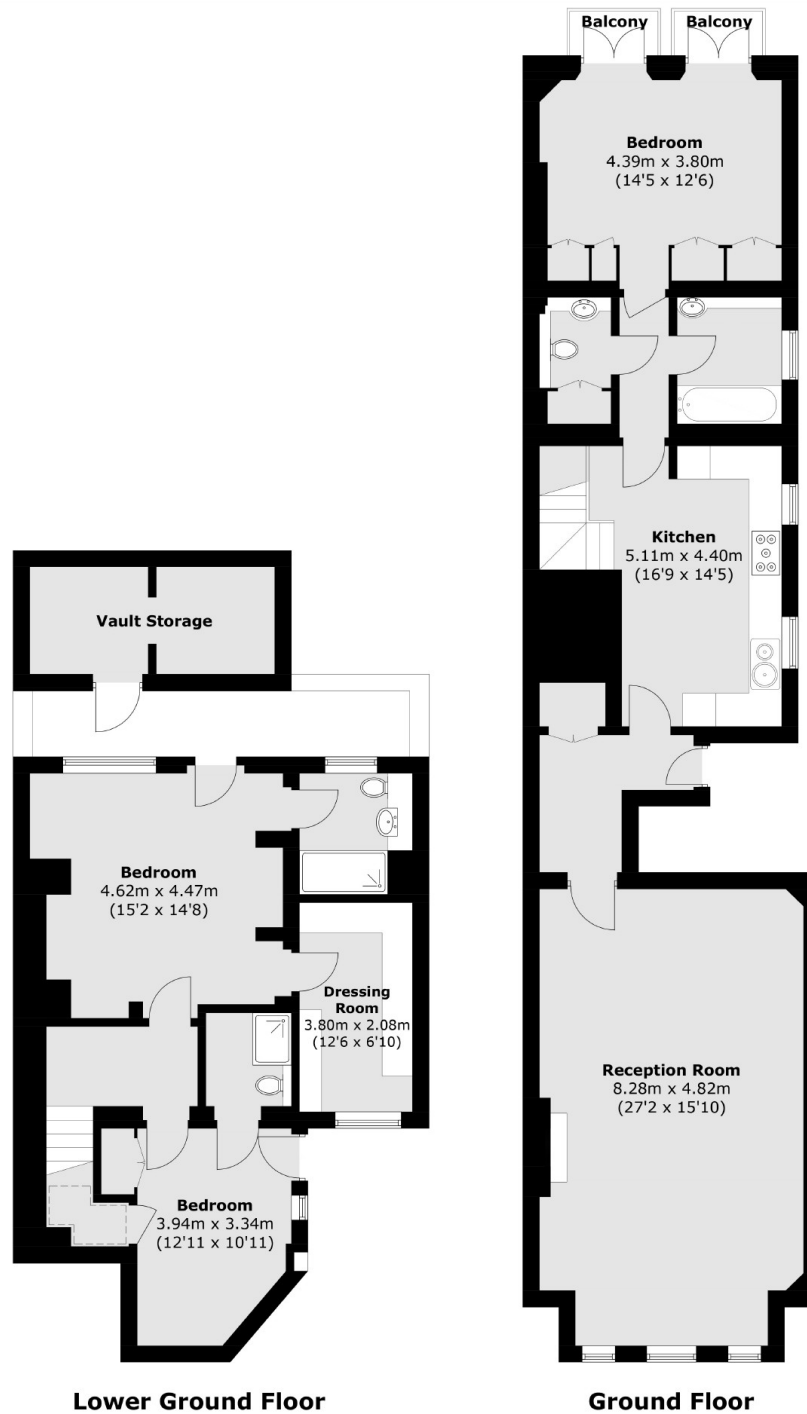 Balcony
Balcony
Bedroom
4.39m x 3.80m
(14'5 x 12'6)
Kitchen
5.11m x 4.40m
(16'9 x 14'5)
Reception Room
8.28m x 4.82m
(27'2 x 15'10)
Ground Floor
Vault Storage
Bedroom
4.62m x 4.47m
(15'2 x 14'8)
Dressing
Room
3.80m x 2.08m
(12'6 x 6'10)
Bedroom
3.94m x 3.34m
(12'11 x 10'11)
Lower Ground Floor